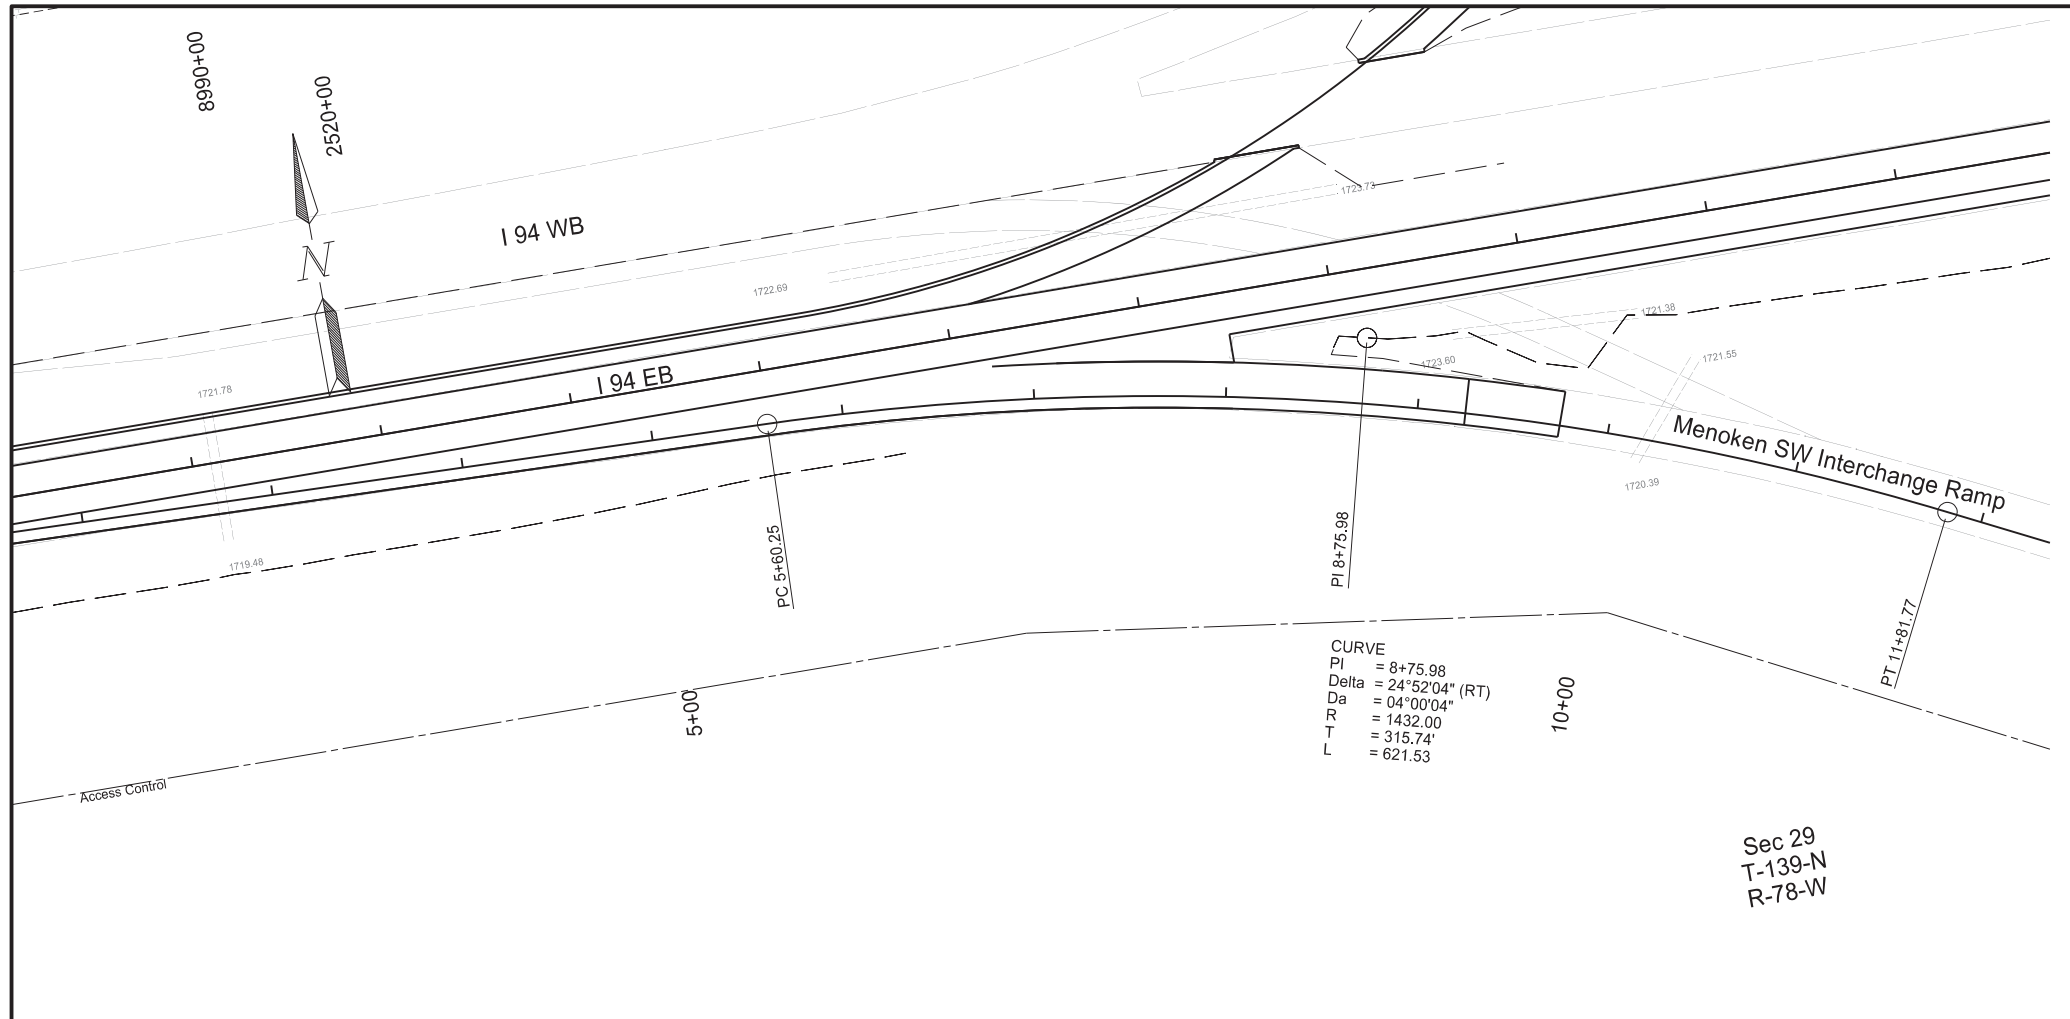 8990+00
2520+00
N
I 94 WB
1723.73
1722.69
1721.38
1721.55
1723.60
I 94 EB
1721.78
Menoken SW Interchange Ramp
1720.39
1719.48
PC 5+60.25
PI 8+75.98
PT 11+81.77
CURVE
PI = 8+75.98
Delta = 24°52'04" (RT)
Da = 04°00'04"
R = 1432.00
T = 315.74'
L = 621.53
5+00
10+00
Access Control
Sec 29
T-139-N
R-78-W